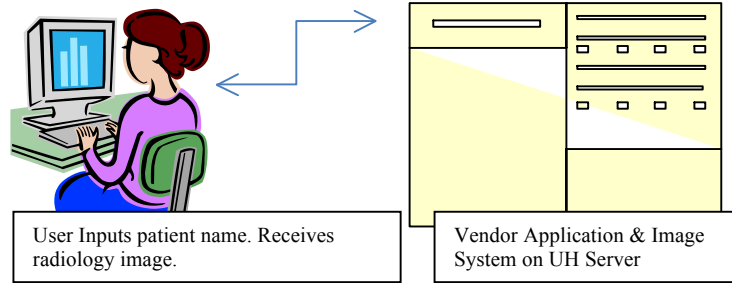 User Inputs patient name. Receives
radiology image.
Vendor Application & Image
System on UH Server